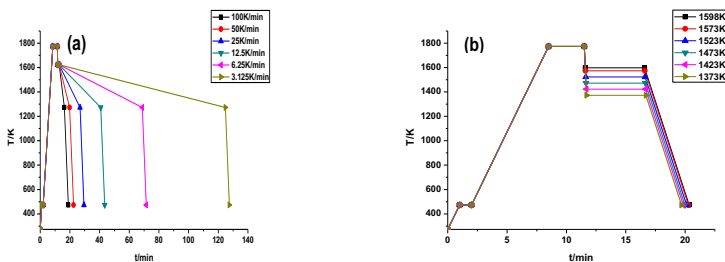 (a)
100K/min
50K/min
25K/min
12.5K/min
6.25K/min
3.125K/min
T/K
1800
1600
1400
1200
1000
800
600
400
0 20 40 60 80 100 120 140
t/min
(b)
1598K
1573K
1523K
1473K
1423K
1373K
T/K
1800
1600
1400
1200
1000
800
600
400
0 5 10 15 20 25
t/min